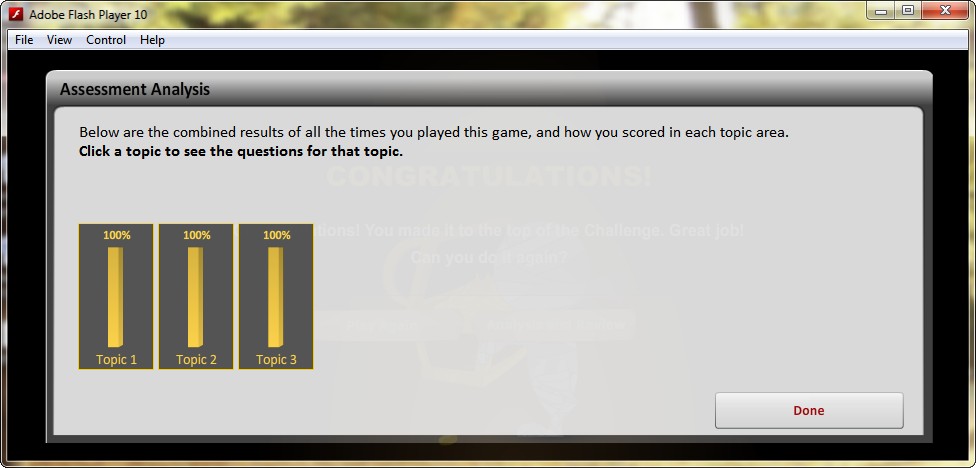 Adobe Flash Player 10
File View Control Help
Assessment Analysis
Below are the combined results of all the times you played this game, and how you scored in each topic area.
Click a topic to see the questions for that topic.
CONGRATULATIONS!
tions! You made it to the top of the Challenge. Great job!
Can you do it again?
100% 100% 100%
Topic 1 Topic 2 Topic 3
Done